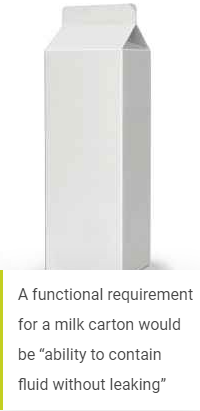 A functional requirement
for a milk carton would
be “ability to contain
fluid without leaking”